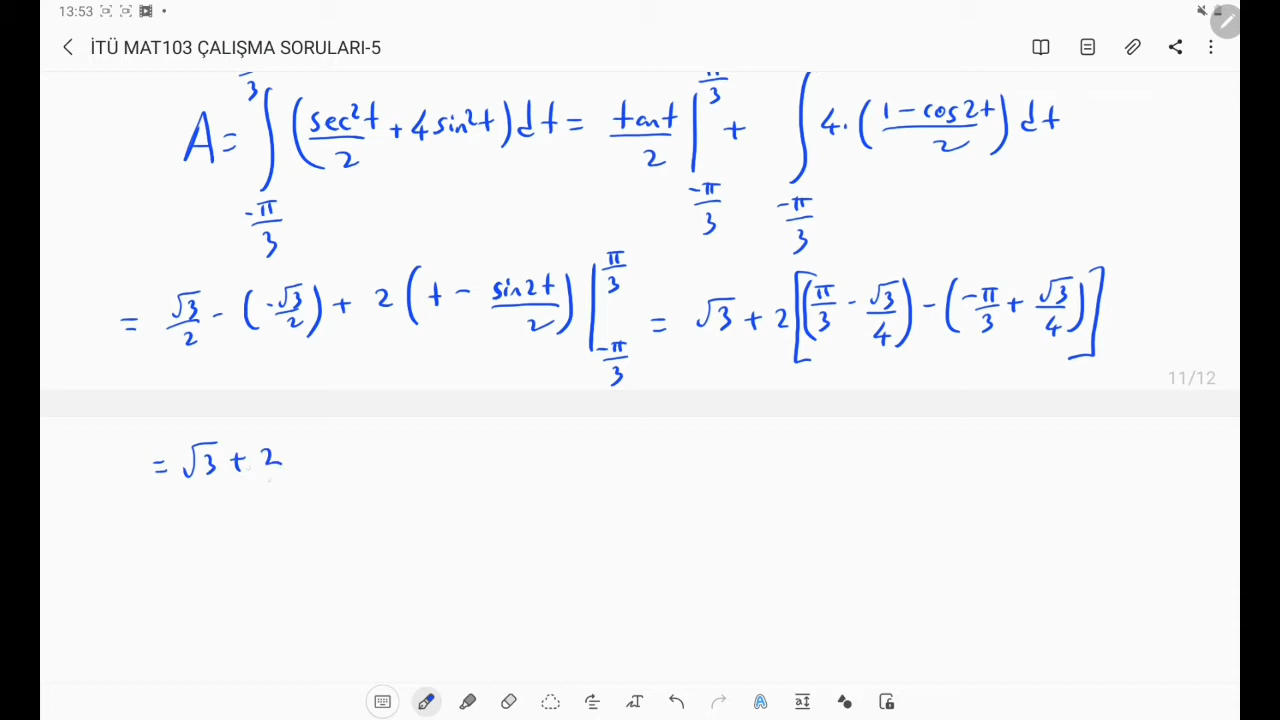 13:53
İTÜ MAT103 ÇALIŞMA SORULARI-5
A = ∫_{-π/3}^{π/3} (sec²t/2 + 4sin²t) dt = tant/2 |_{-π/3}^{π/3} + ∫_{-π/3} 4·(1-cos2t/2) dt
= √3/2 - (-√3/2) + 2(t - sin2t/2) |_{-π/3}^{π/3} = √3 + 2[(π/3 - √3/4) - (-π/3 + √3/4)]
11/12
= √3 + 2